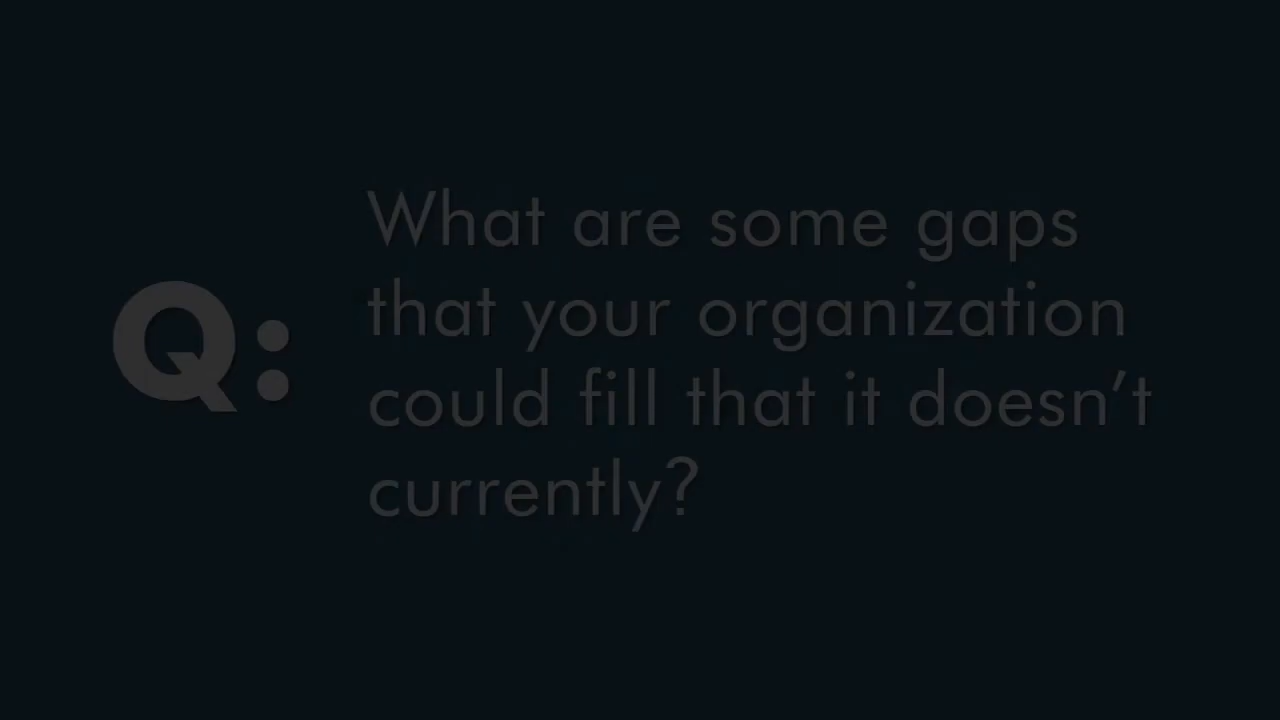 Q:
What are some gaps
that your organization
could fill that it doesn’t
currently?